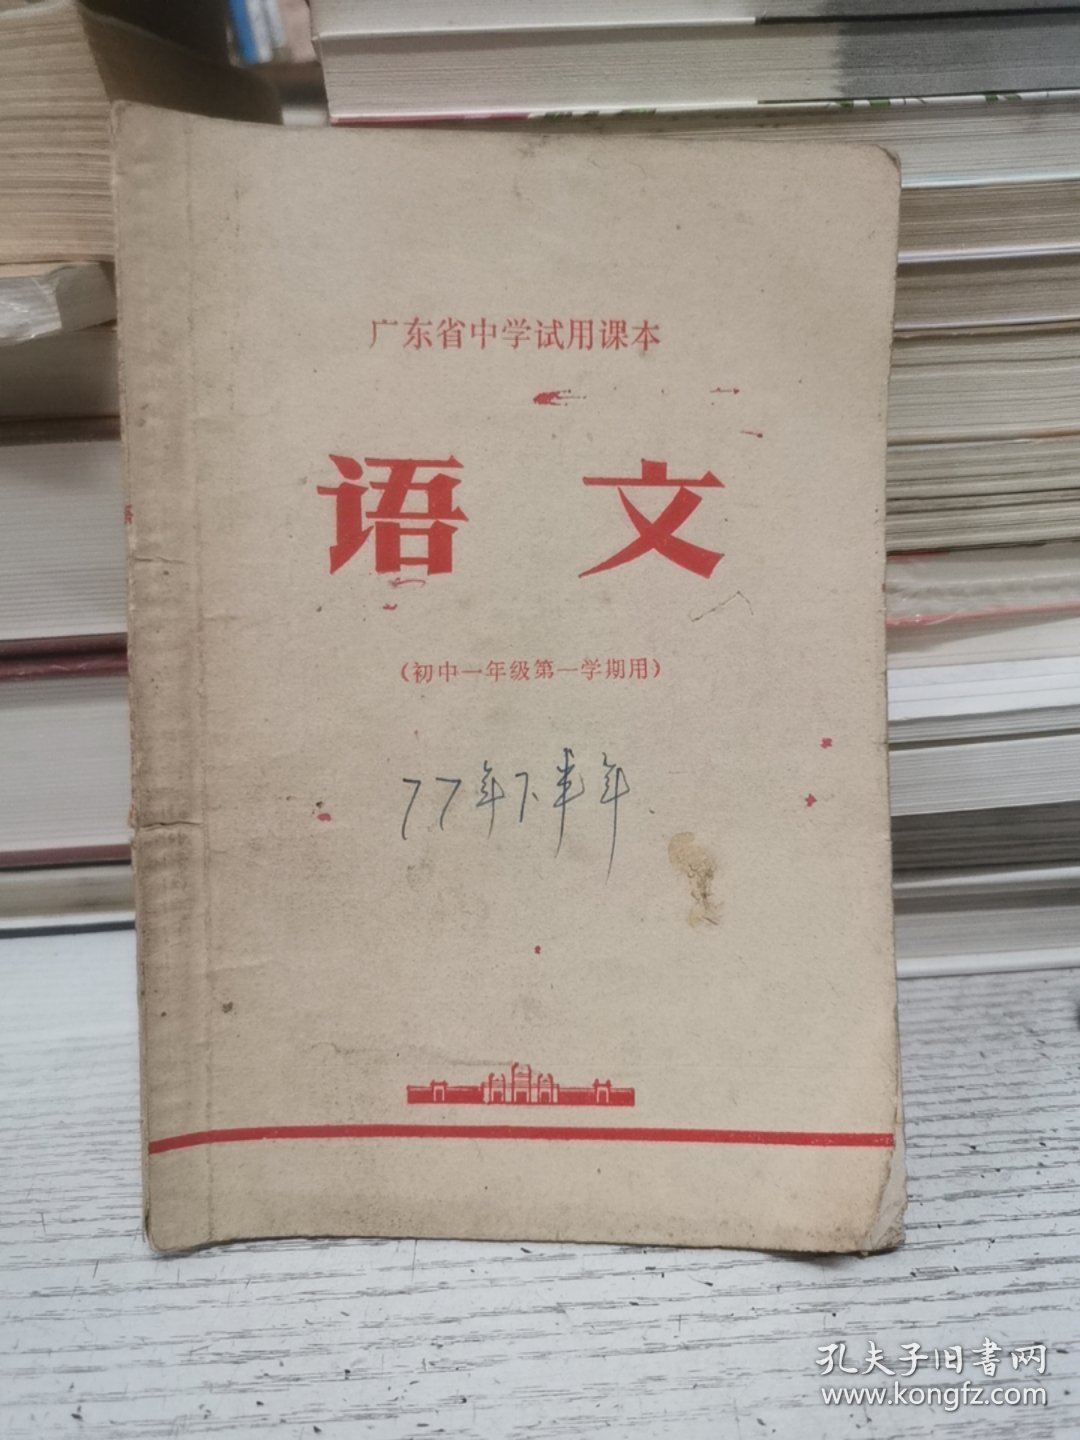 广东省中学试用课本
语文
（初中一年级第一学期用）
77年下半年.
孔夫子旧書网
www.kongfz.com